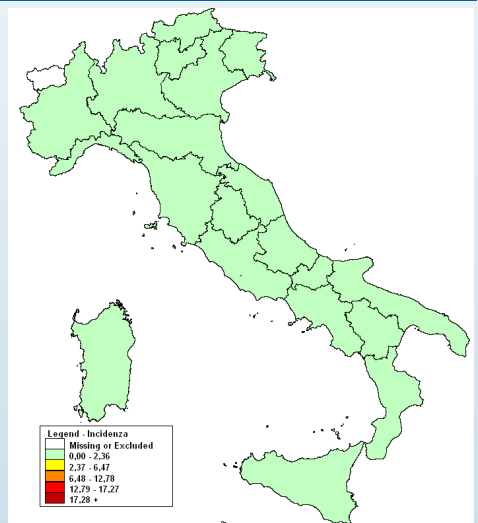 Legend - Incidenza
Missing or Excluded
0,00 - 2,36
2,37 - 6,47
6,48 - 12,78
12,79 - 17,27
17,28 +